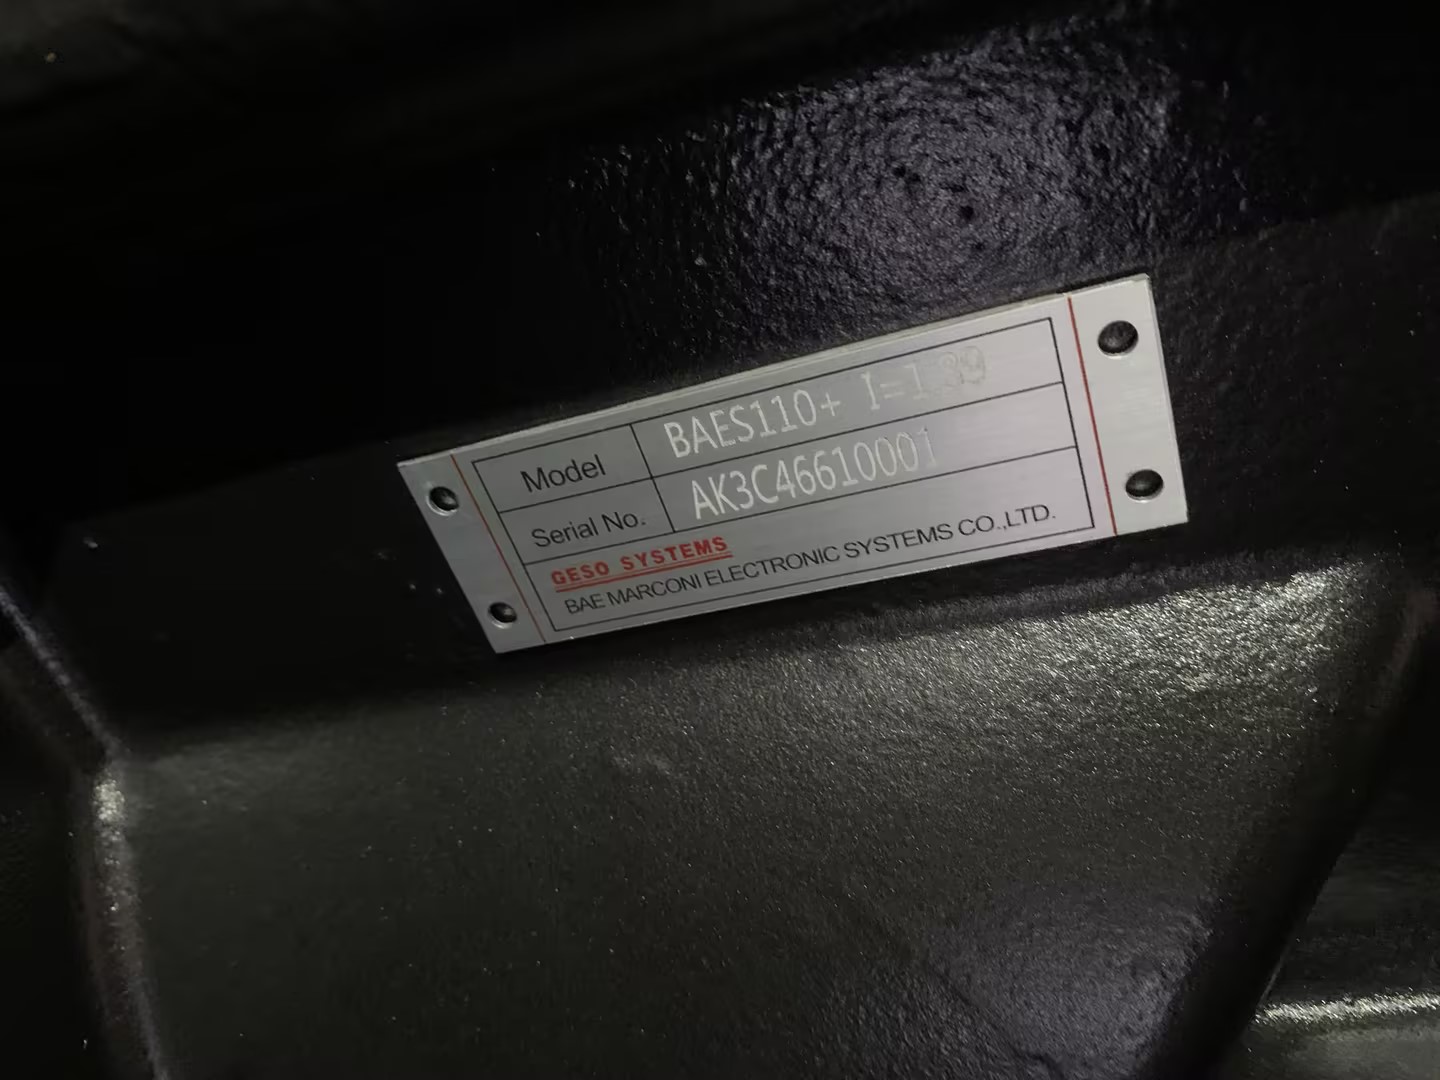 Model BAES110+ I=1.39
Serial No. AK3C46610001
GESO SYSTEMS
BAE MARCONI ELECTRONIC SYSTEMS CO.,LTD.